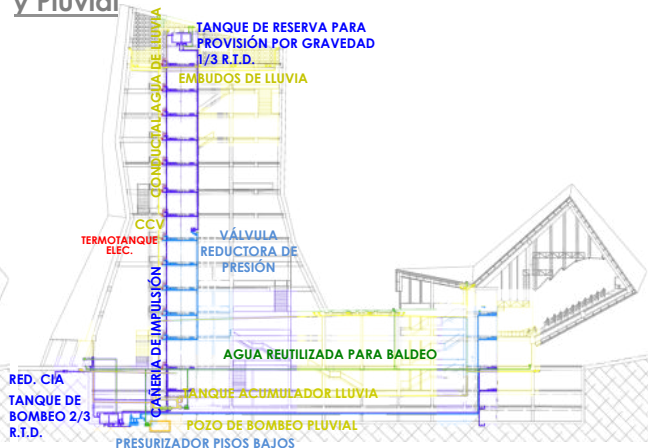 y Pluvial
TANQUE DE RESERVA PARA
PROVISIÓN POR GRAVEDAD
1/3 R.T.D.
EMBUDOS DE LLUVIA
CONDUCTAL AGUA DE LLUVIA
CCV
TERMOTANQUE
ELEC.
VÁLVULA
REDUCTORA DE
PRESIÓN
CAÑERIA DE IMPULSIÓN
AGUA REUTILIZADA PARA BALDEO
RED. CIA
TANQUE DE
BOMBEO 2/3
R.T.D.
TANQUE ACUMULADOR LLUVIA
POZO DE BOMBEO PLUVIAL
PRESURIZADOR PISOS BAJOS